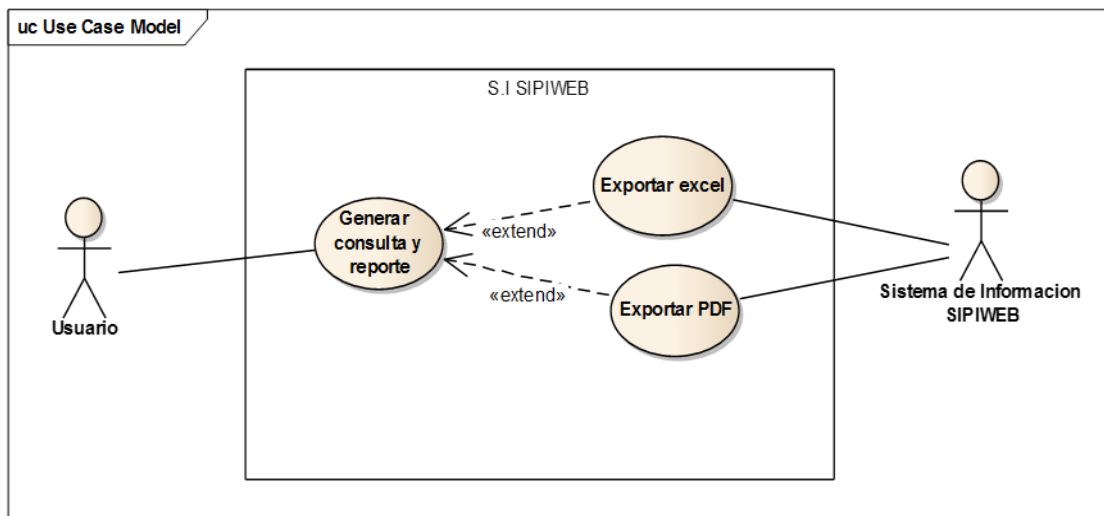 uc Use Case Model
S.I SIPIWEB
Exportar excel
Generar
consulta y
reporte
«extend»
«extend»
Exportar PDF
Usuario
Sistema de Informacion
SIPIWEB